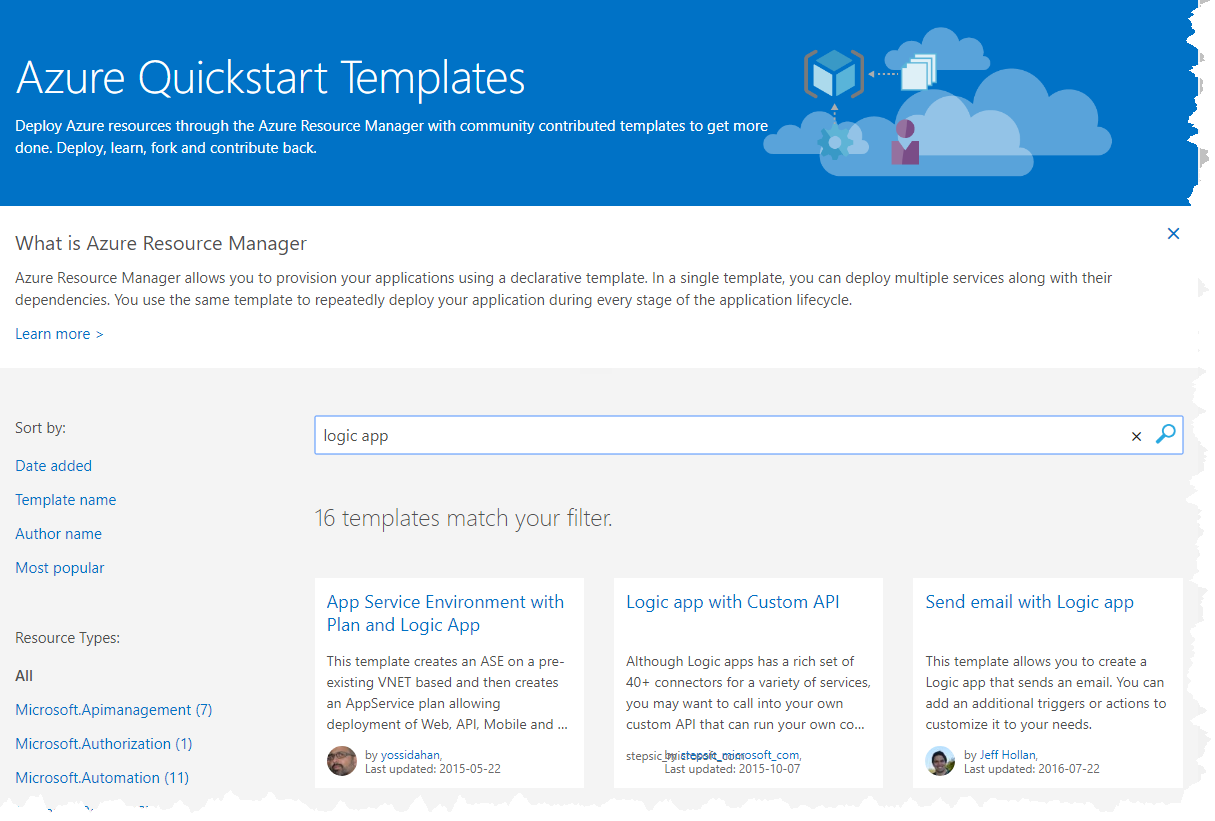 Azure Quickstart Templates
Deploy Azure resources through the Azure Resource Manager with community contributed templates to get more
done. Deploy, learn, fork and contribute back.
What is Azure Resource Manager
Azure Resource Manager allows you to provision your applications using a declarative template. In a single template, you can deploy multiple services along with their
dependencies. You use the same template to repeatedly deploy your application during every stage of the application lifecycle.
Learn more >
Sort by:
Date added
Template name
Author name
Most popular
Resource Types:
All
Microsoft.Apimanagement (7)
Microsoft.Authorization (1)
Microsoft.Automation (11)
logic app
16 templates match your filter.
App Service Environment with
Plan and Logic App
This template creates an ASE on a pre-
existing VNET based and then creates
an AppService plan allowing
deployment of Web, API, Mobile and ...
by yossidahan,
Last updated: 2015-05-22
Logic app with Custom API
Although Logic apps has a rich set of
40+ connectors for a variety of services,
you may want to call into your own
custom API that can run your own co...
by stepsic_microsoft_com,
Last updated: 2015-10-07
Send email with Logic app
This template allows you to create a
Logic app that sends an email. You can
add an additional triggers or actions to
customize it to your needs.
by Jeff Hollan,
Last updated: 2016-07-22